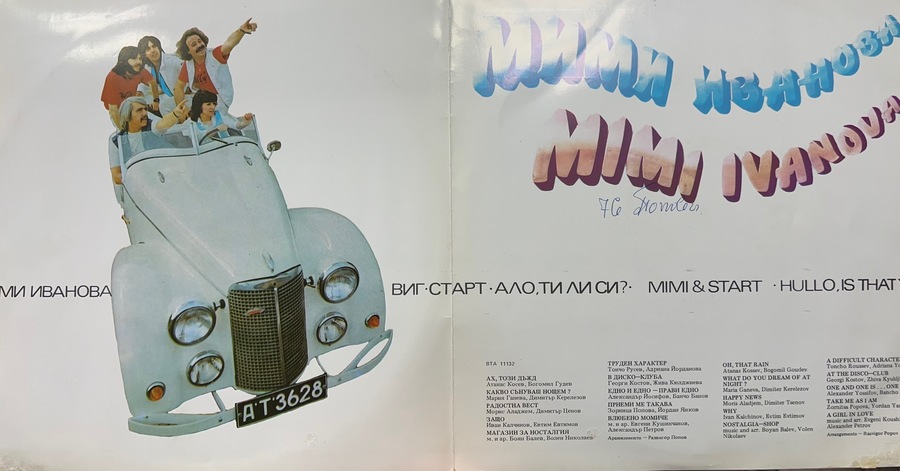 МИМИ ИВАНОВА
MIMI IVANOVA
76
МИ ИВАНОВА ВИГ·СТАРТ·АЛО,ТИ ЛИ СИ?· MIMI & START ·HULLO, IS THAT
А Т 3628
ВТА 11132
АХ, ТОЗИ ДЪЖД
Атанас Косев, Богомил Гудев
КАКВО СЪНУВАШ НОЩЕМ ?
Мария Ганева, Димитър Керелезов
РАДОСТНА ВЕСТ
Морис Аладжем, Димитър Ценов
ЗАЩО
Иван Калчинов, Евтим Евтимов
МАГАЗИН ЗА НОСТАЛГИЯ
м. и ар. Боян Балев, Волен Николаев
ТРУДЕН ХАРАКТЕР
Тончо Русев, Адриана Йорданова
В ДИСКО—КЛУБА
Георги Костов, Жива Кюлджиева
ЕДНО И ЕДНО — ПРАВИ ЕДНО
Александър Йосифов, Банчо Банов
ПРИЕМИ МЕ ТАКАВА
Зорница Попова, Йордан Янков
ВЛЮБЕНО МОМИЧЕ
м. и ар. Евгени Кушимчиков,
Александър Петров
Аранжименти — Развигор Попов
OH, THAT RAIN
Atanas Kossev, Bogomil Goudev
WHAT DO YOU DREAM OF AT
NIGHT ?
Maria Ganeva, Dimiter Kerelezov
HAPPY NEWS
Moris Aladjem, Dimiter Tsenov
WHY
Ivan Kalchinov, Evtim Evtimov
NOSTALGIA—SHOP
music and arr. Boyan Balev, Volen
Nikolaev
A DIFFICULT CHARACTE
Toncho Roussev, Adriana Yo
AT THE DISCO—CLUB
Georgi Kostov, Zhiva Kyuldj
ONE AND ONE IS . . . ONE
Alexander Yossifov, Bancho
TAKE ME AS I AM
Zornitsa Popova, Yordan Yan
A GIRL IN LOVE
music and arr. Evgeni Koush
Alexander Petrov
Arrangements — Razvigor Popov